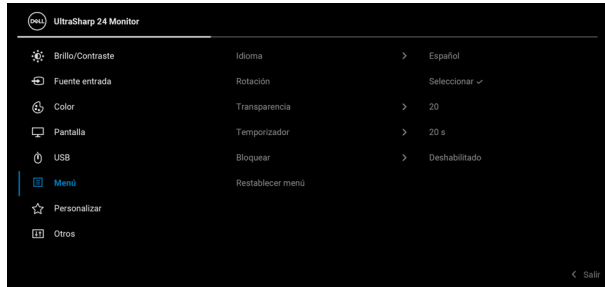 DELL UltraSharp 24 Monitor
Brillo/Contraste Idioma > Español
Fuente entrada Rotación Seleccionar ✓
Color Transparencia > 20
Pantalla Temporizador > 20 s
USB Bloquear > Deshabilitado
Menú Restablecer menú
Personalizar
Otros
< Salir